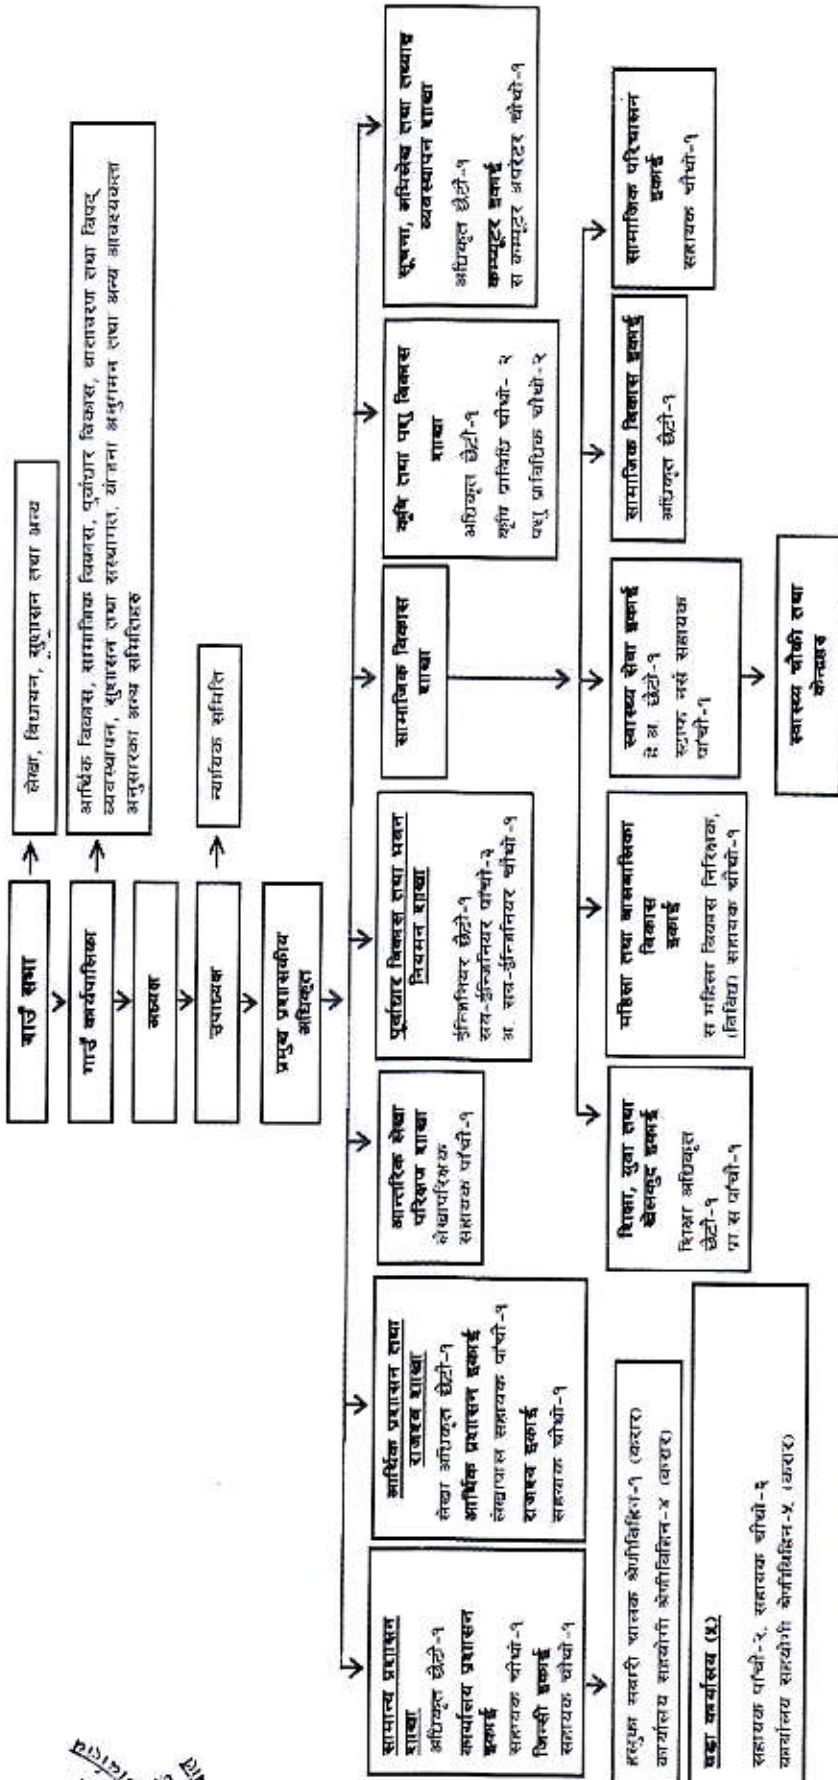 गाउँ सभा
लेखा, विधायन, सुशासन तथा अन्य
गाउँ कार्यपालिका
आर्थिक विकास, सामाजिक विकास, पूर्वाधार विकास, वातावरण तथा विपद्
व्यवस्थापन, सुशासन तथा संस्थागत, योजना अनुगमन तथा अन्य आवश्यकता
अनुसारका अन्य समितिहरु
अध्यक्ष
उपाध्यक्ष
न्यायिक समिति
प्रमुख प्रशासकीय
अधिकृत
सामान्य प्रशासन
शाखा
अधिकृत छैटौ-१
कार्यालय प्रशासन
इकाई
सहायक चौथो-१
जिन्सी इकाई
सहायक चौथो-१
आर्थिक प्रशासन तथा
राजश्व शाखा
लेखा अधिकृत छैटौ-१
आर्थिक प्रशासन इकाई
लेखापाल सहायक पाँचौ-१
राजश्व इकाई
सहायक चौथो-१
आन्तरिक लेखा
परिक्षण शाखा
लेखापरिक्षक
सहायक पाँचौ-१
पूर्वाधार विकास तथा भवन
नियमन शाखा
ईन्जिनियर छैटौ-१
सव-ईन्जिनियर पाँचौ-३
अ. सव-ईन्जिनियर चौथो-१
सामाजिक विकास
शाखा
कृषि तथा पशु विकास
शाखा
अधिकृत छैटौ-१
कृषि प्राविधि चौथो- २
पशु प्राविधिक चौथो-२
सूचना, अभिलेख तथा तथ्याङ्क
व्यवस्थापन शाखा
अधिकृत छैटौ-१
कम्प्यूटर इकाई
स कम्प्यूटर अपरेटर चौथो-१
हलुका सवारी चालक श्रेणीविहिन-१ (करार)
कार्यालय सहयोगी श्रेणीविहिन-४ (करार)
वडा कार्यालय (५)
सहायक पाँचौ-२, सहायक चौथो-३
कार्यालय सहयोगी श्रेणीविहिन-५ (करार)
शिक्षा, युवा तथा
खेलकुद इकाई
शिक्षा अधिकृत
छैटौ-१
प्रा.स पाँचौ-१
महिला तथा बालबालिका
विकास
इकाई
स महिला विकास निरिक्षक,
(विविध) सहायक चौथो-१
स्वास्थ्य सेवा इकाई
हे.अ. छैटौ-१
स्टाफ नर्स सहायक
पाँचौ-१
सामाजिक विकास इकाई
अधिकृत छैटौ-१
सामाजिक परिचालन
इकाई
सहायक चौथो-१
स्वास्थ्य चौकी तथा
केन्द्रहरु